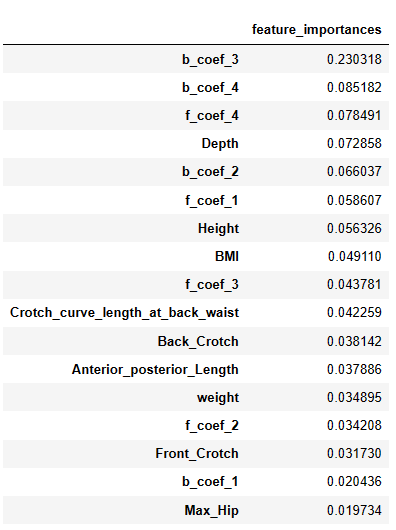 feature_importances
b_coef_3 0.230318
b_coef_4 0.085182
f_coef_4 0.078491
Depth 0.072858
b_coef_2 0.066037
f_coef_1 0.058607
Height 0.056326
BMI 0.049110
f_coef_3 0.043781
Crotch_curve_length_at_back_waist 0.042259
Back_Crotch 0.038142
Anterior_posterior_Length 0.037886
weight 0.034895
f_coef_2 0.034208
Front_Crotch 0.031730
b_coef_1 0.020436
Max_Hip 0.019734